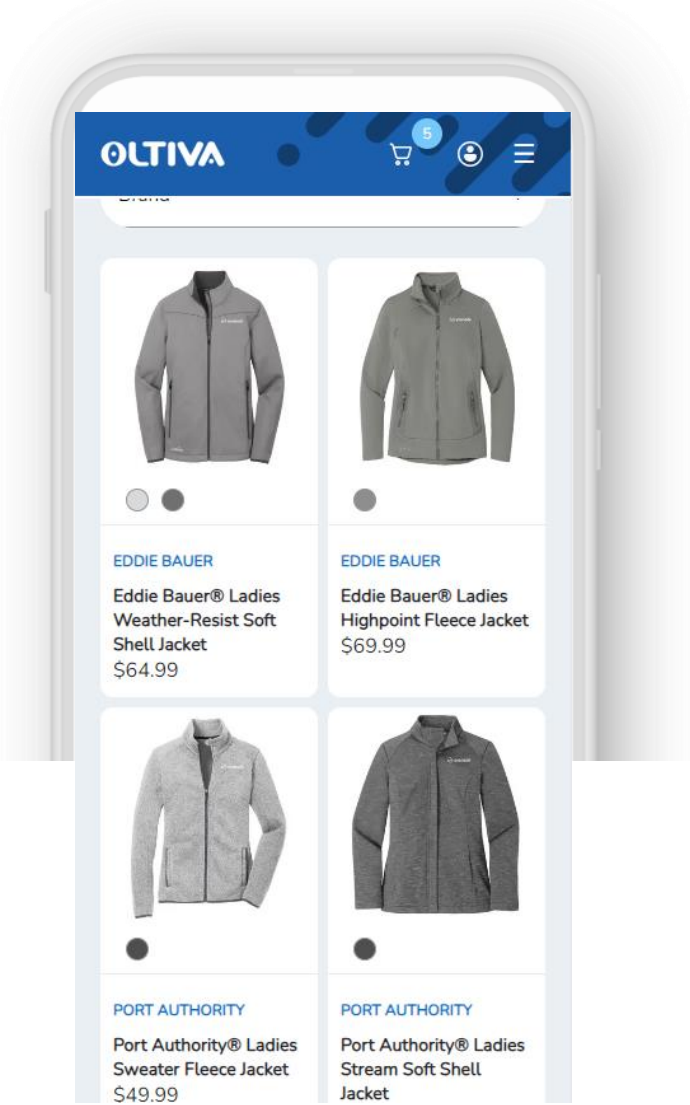 OLTIVA
5
Brand
EDDIE BAUER
Eddie Bauer® Ladies
Weather-Resist Soft
Shell Jacket
$64.99
EDDIE BAUER
Eddie Bauer® Ladies
Highpoint Fleece Jacket
$69.99
PORT AUTHORITY
Port Authority® Ladies
Sweater Fleece Jacket
$49.99
PORT AUTHORITY
Port Authority® Ladies
Stream Soft Shell
Jacket